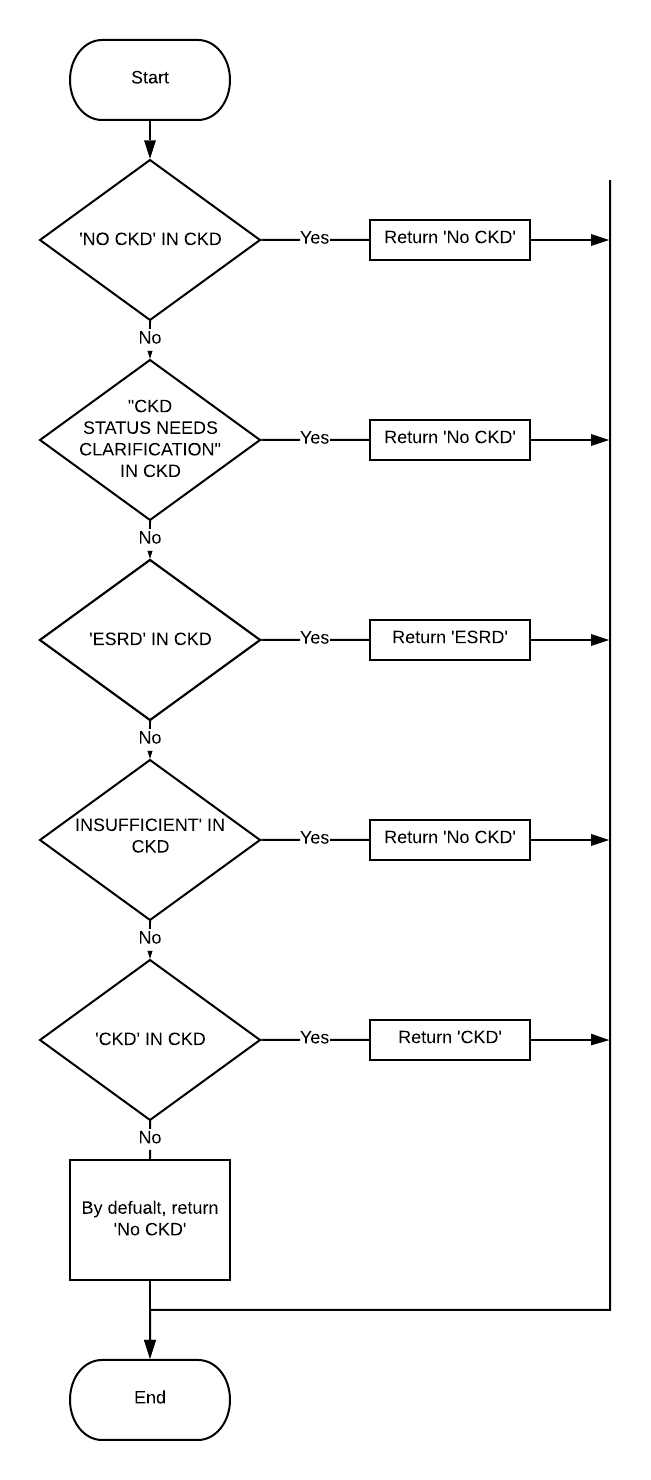 Start
'NO CKD' IN CKD
Yes
Return 'No CKD'
No
"CKD
STATUS NEEDS
CLARIFICATION"
IN CKD
Yes
Return 'No CKD'
No
'ESRD' IN CKD
Yes
Return 'ESRD'
No
INSUFFICIENT' IN
CKD
Yes
Return 'No CKD'
No
'CKD' IN CKD
Yes
Return 'CKD'
No
By defualt, return
'No CKD'
End